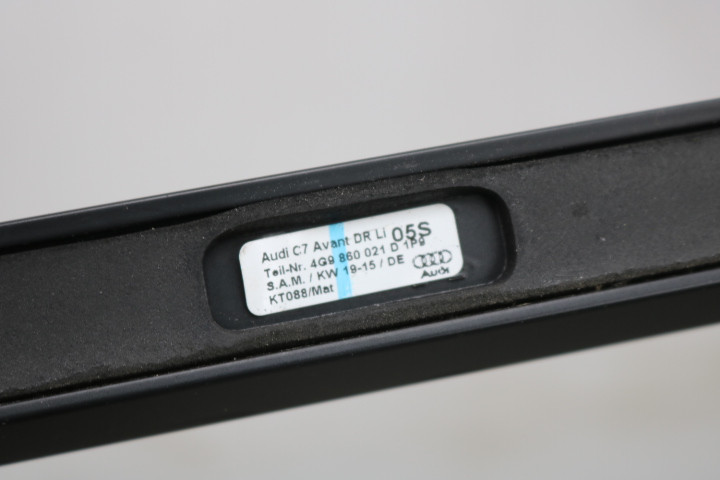 Audi C7 Avant DR Li 05S
Teil-Nr. 4G9 860 021 D 1P9
S.A.M. / KW 19-15 / DE
KT088/Mat
Audi